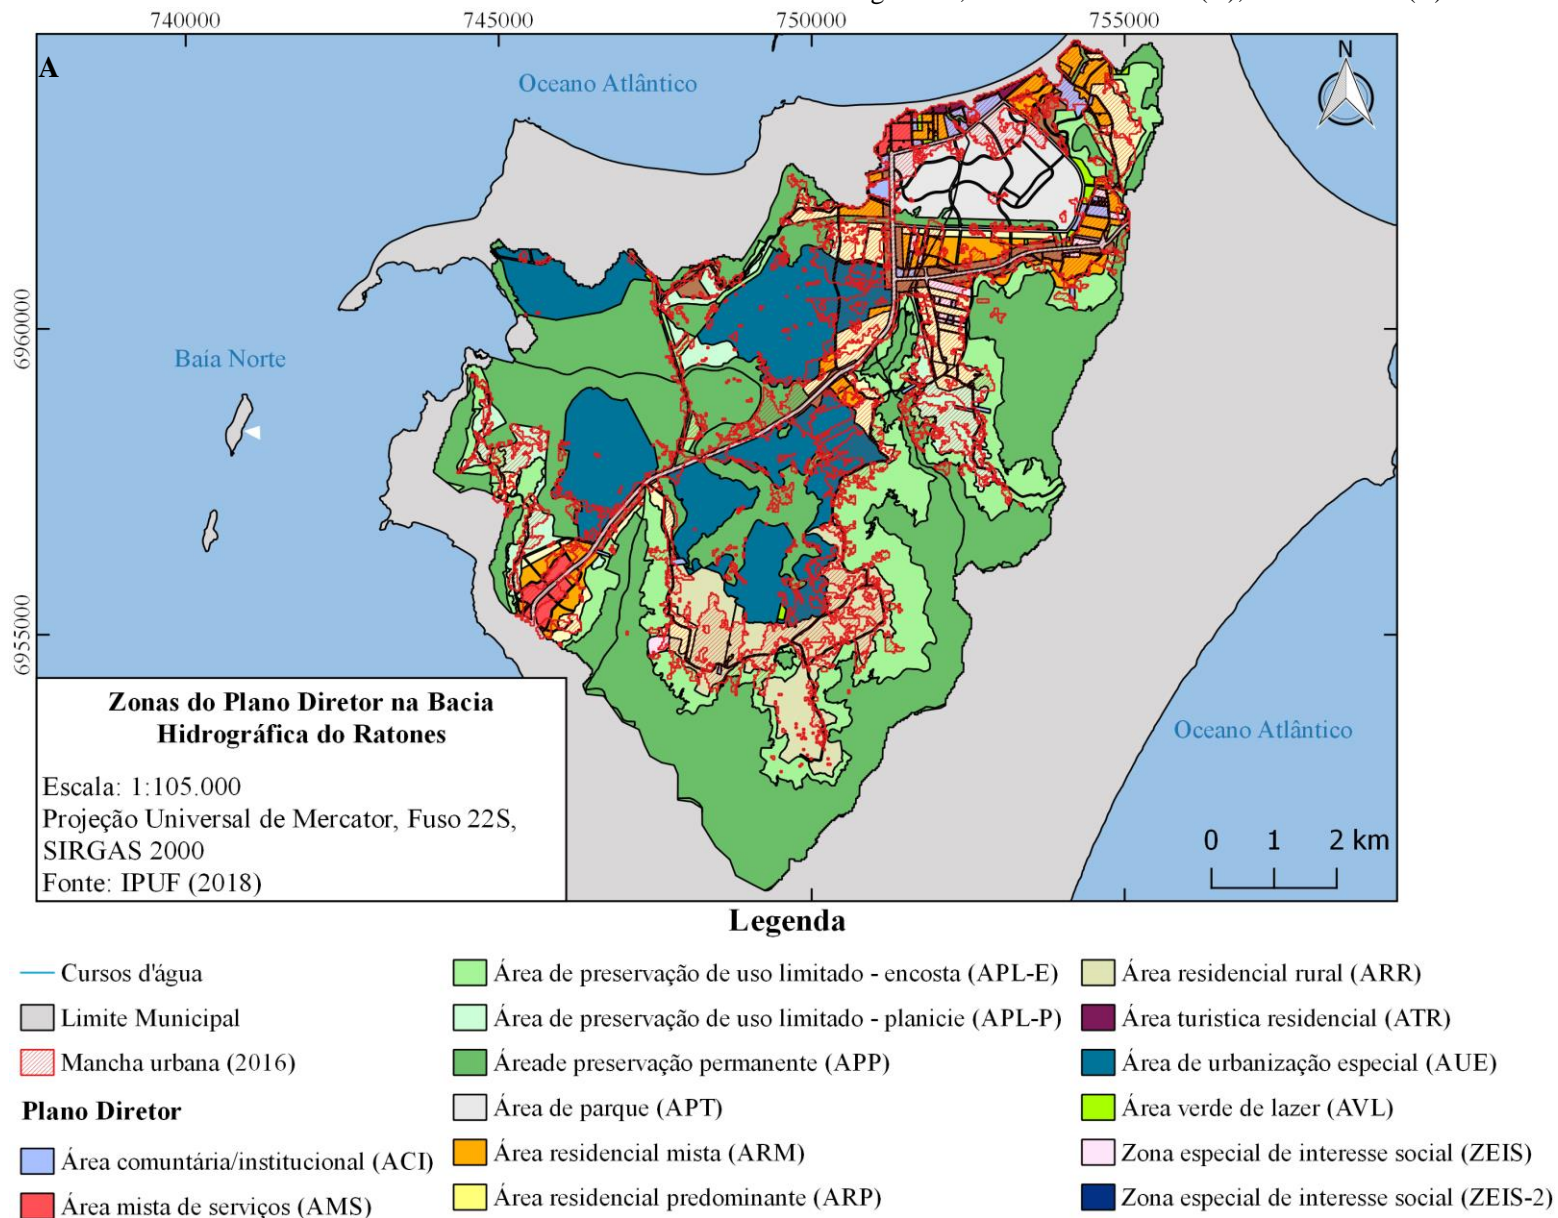 740000 745000 750000 755000
A
N
Oceano Atlântico
6960000
Baía Norte
6955000
Oceano Atlântico
Zonas do Plano Diretor na Bacia
Hidrográfica do Ratones
Escala: 1:105.000
Projeção Universal de Mercator, Fuso 22S,
SIRGAS 2000
Fonte: IPUF (2018)
0 1 2 km
Legenda
Cursos d'água
Limite Municipal
Mancha urbana (2016)
Plano Diretor
Área comuntária/institucional (ACI)
Área mista de serviços (AMS)
Área de preservação de uso limitado - encosta (APL-E)
Área de preservação de uso limitado - planicie (APL-P)
Áreade preservação permanente (APP)
Área de parque (APT)
Área residencial mista (ARM)
Área residencial predominante (ARP)
Área residencial rural (ARR)
Área turistica residencial (ATR)
Área de urbanização especial (AUE)
Área verde de lazer (AVL)
Zona especial de interesse social (ZEIS)
Zona especial de interesse social (ZEIS-2)